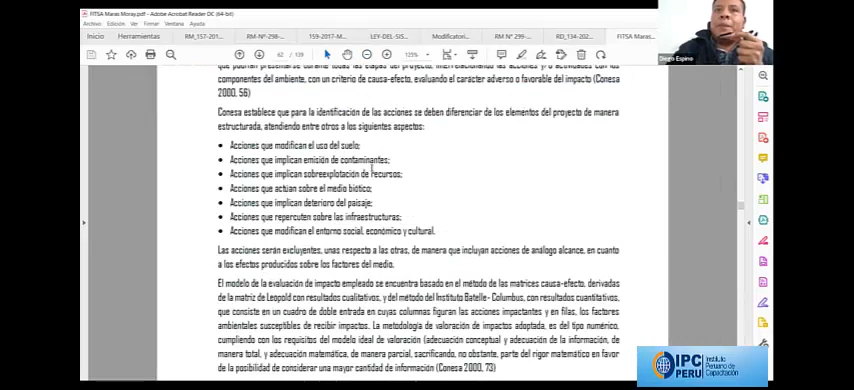 FITSA Maras Moray.pdf - Adobe Acrobat Reader DC (64-bit)
Archivo Edición Ver Firmar Ventana Ayuda
Inicio Herramientas RM_157-201... RM-Nº-298-... 159-2017-M... LEY-DEL-SIS... Modificatori... RM N° 299-... RD_134-202... FITSA Maras...
62 / 139 125%
Diego Espino
que podrían presentarse durante todas las etapas del proyecto, interrelacionando las acciones y/o actividades con los
componentes del ambiente, con un criterio de causa-efecto, evaluando el carácter adverso o favorable del impacto (Conesa
2000, 56)
Conesa establece que para la identificación de las acciones se deben diferenciar de los elementos del proyecto de manera
estructurada, atendiendo entre otros a los siguientes aspectos:
• Acciones que modifican el uso del suelo;
• Acciones que implican emisión de contaminantes;
• Acciones que implican sobreexplotación de recursos;
• Acciones que actúan sobre el medio biótico;
• Acciones que implican deterioro del paisaje;
• Acciones que repercuten sobre las infraestructuras;
• Acciones que modifican el entorno social, económico y cultural.
Las acciones serán excluyentes, unas respecto a las otras, de manera que incluyan acciones de análogo alcance, en cuanto
a los efectos producidos sobre los factores del medio.
El modelo de la evaluación de impacto empleado se encuentra basado en el método de las matrices causa-efecto, derivadas
de la matriz de Leopold con resultados cualitativos, y del método del Instituto Batelle- Columbus, con resultados cuantitativos,
que consiste en un cuadro de doble entrada en cuyas columnas figuran las acciones impactantes y en filas, los factores
ambientales susceptibles de recibir impactos. La metodología de valoración de impactos adoptada, es del tipo numérico,
cumpliendo con los requisitos del modelo ideal de valoración (adecuación conceptual y adecuación de la información, de
manera total, y adecuación matemática, de manera parcial, sacrificando, no obstante, parte del rigor matemático en favor
de la posibilidad de considerar una mayor cantidad de información (Conesa 2000, 73)
IPC PERU
Instituto
Peruano de
Capacitación